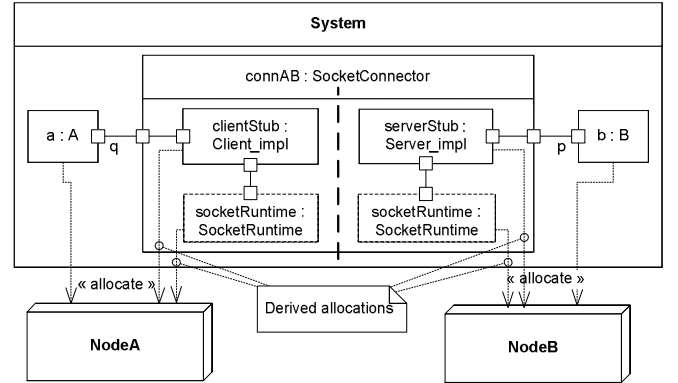 System
connAB : SocketConnector
a : A
q
clientStub :
Client_impl
serverStub :
Server_impl
p
b : B
socketRuntime :
SocketRuntime
socketRuntime :
SocketRuntime
« allocate »
« allocate »
Derived allocations
NodeA
NodeB